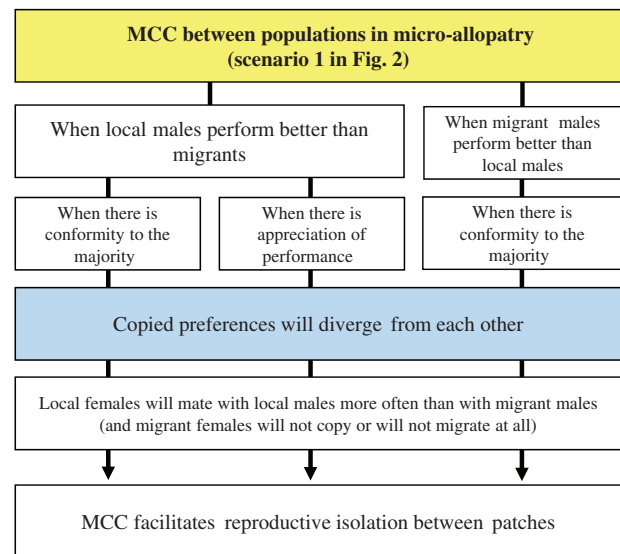 MCC between populations in micro-allopatry
(scenario 1 in Fig. 2)
When local males perform better than
migrants
When migrant males
perform better than
local males
When there is
conformity to the
majority
When there is
appreciation of
performance
When there is
conformity to the
majority
Copied preferences will diverge from each other
Local females will mate with local males more often than with migrant males
(and migrant females will not copy or will not migrate at all)
MCC facilitates reproductive isolation between patches